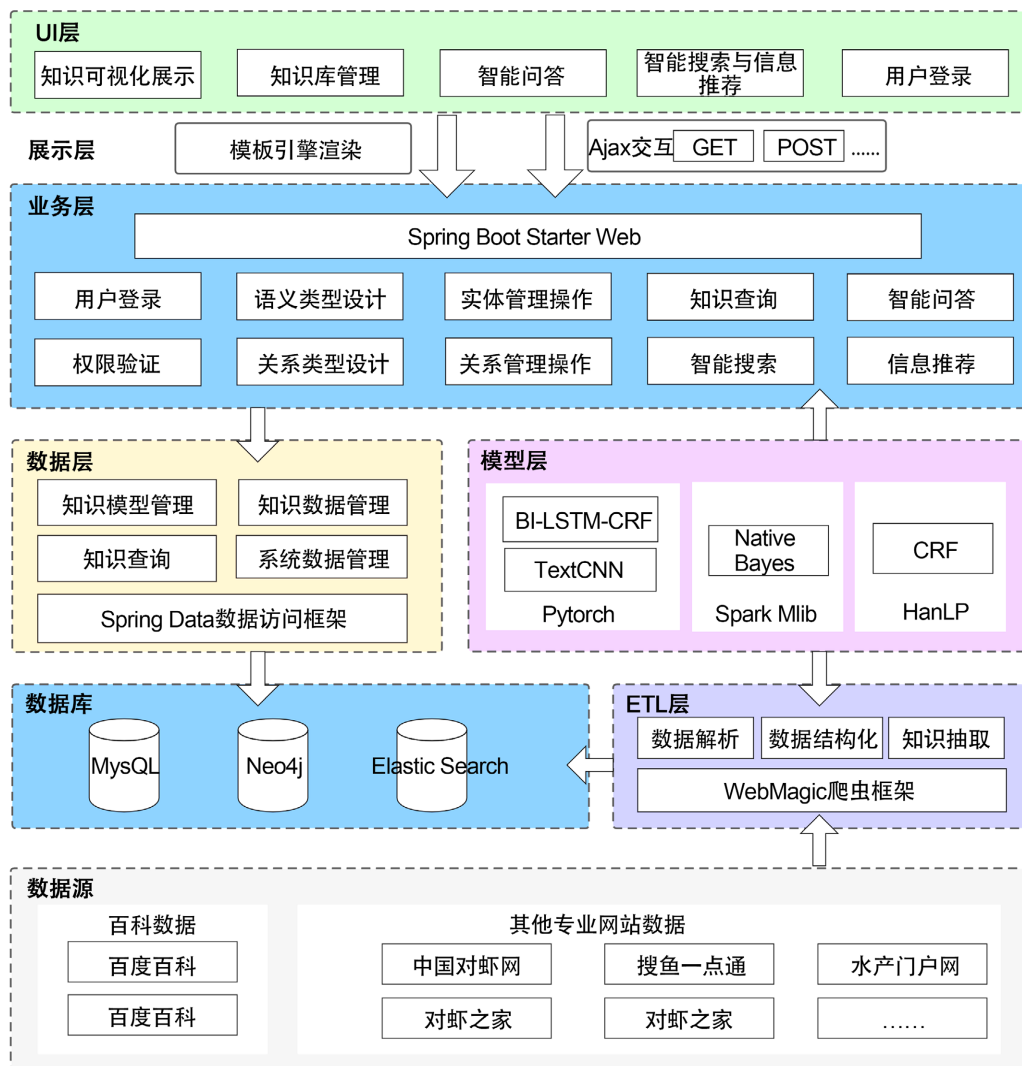 UI层
知识可视化展示
知识库管理
智能问答
智能搜索与信息
推荐
用户登录
展示层
模板引擎渲染
Ajax交互
GET
POST
......
业务层
Spring Boot Starter Web
用户登录
语义类型设计
实体管理操作
知识查询
智能问答
权限验证
关系类型设计
关系管理操作
智能搜索
信息推荐
数据层
知识模型管理
知识数据管理
知识查询
系统数据管理
Spring Data数据访问框架
模型层
BI-LSTM-CRF
TextCNN
Pytorch
Native
Bayes
Spark Mlib
CRF
HanLP
数据库
MysQL
Neo4j
Elastic Search
ETL层
数据解析
数据结构化
知识抽取
WebMagic爬虫框架
数据源
百科数据
百度百科
百度百科
其他专业网站数据
中国对虾网
搜鱼一点通
水产门户网
对虾之家
对虾之家
……